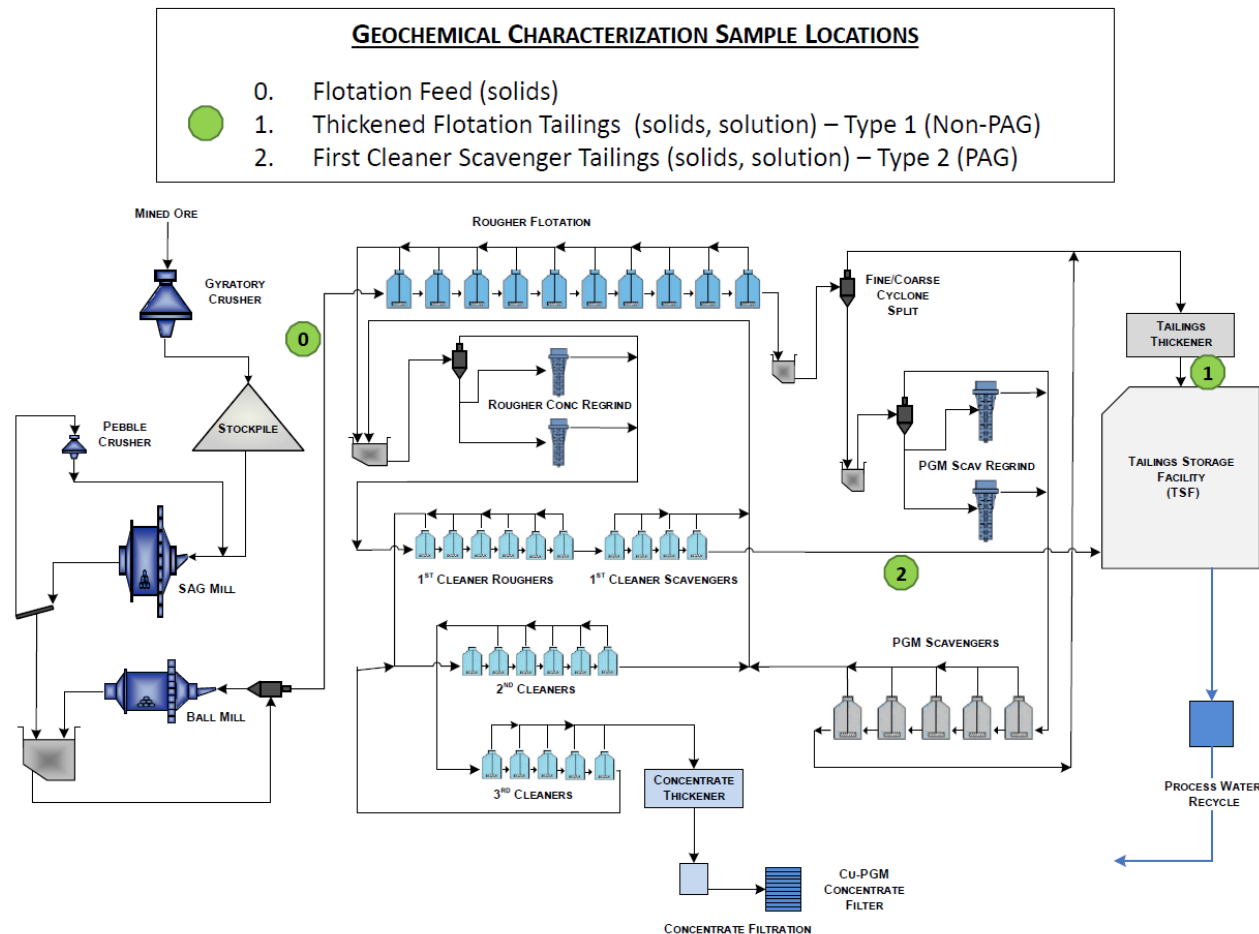 GEOCHEMICAL CHARACTERIZATION SAMPLE LOCATIONS
0. Flotation Feed (solids)
1. Thickened Flotation Tailings (solids, solution) – Type 1 (Non-PAG)
2. First Cleaner Scavenger Tailings (solids, solution) – Type 2 (PAG)
MINED ORE
ROUGHER FLOTATION
GYRATORY
CRUSHER
FINE/COARSE
CYCLONE
SPLIT
TAILINGS
THICKENER
0
1
ROUGHER CONC REGRIND
PEBBLE
CRUSHER
STOCKPILE
PGM SCAV REGRIND
TAILINGS STORAGE
FACILITY
(TSF)
1ST CLEANER ROUGHERS
1ST CLEANER SCAVENGERS
2
SAG MILL
PGM SCAVENGERS
2ND CLEANERS
BALL MILL
3RD CLEANERS
CONCENTRATE
THICKENER
PROCESS WATER
RECYCLE
CU-PGM
CONCENTRATE
FILTER
CONCENTRATE FILTRATION